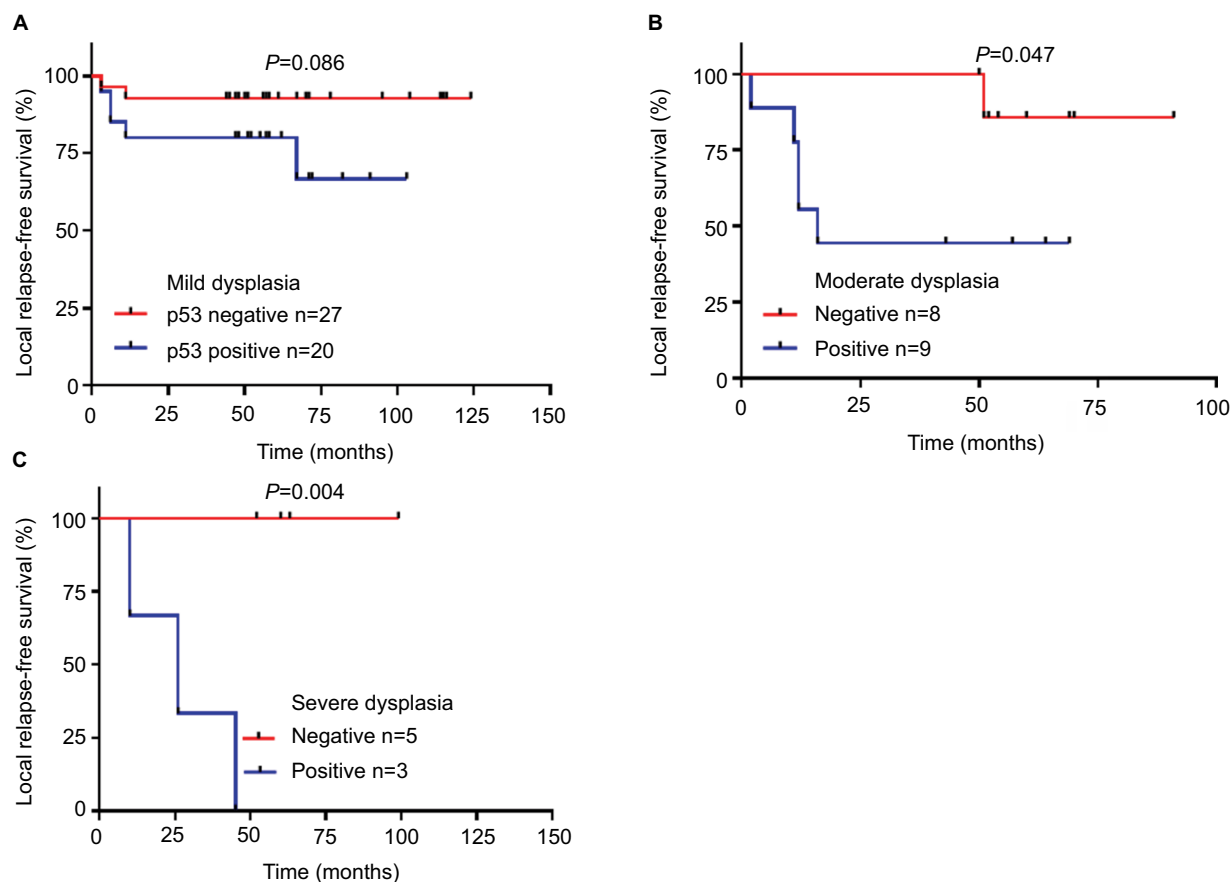 A
P=0.086
100
75
50
25
0
Local relapse-free survival (%)
Mild dysplasia
p53 negative n=27
p53 positive n=20
0 25 50 75 100 125 150
Time (months)
B
P=0.047
100
75
50
25
0
Local relapse-free survival (%)
Moderate dysplasia
Negative n=8
Positive n=9
0 25 50 75 100
Time (months)
C
P=0.004
100
75
50
25
0
Local relapse-free survival (%)
Severe dysplasia
Negative n=5
Positive n=3
0 25 50 75 100 150
Time (months)